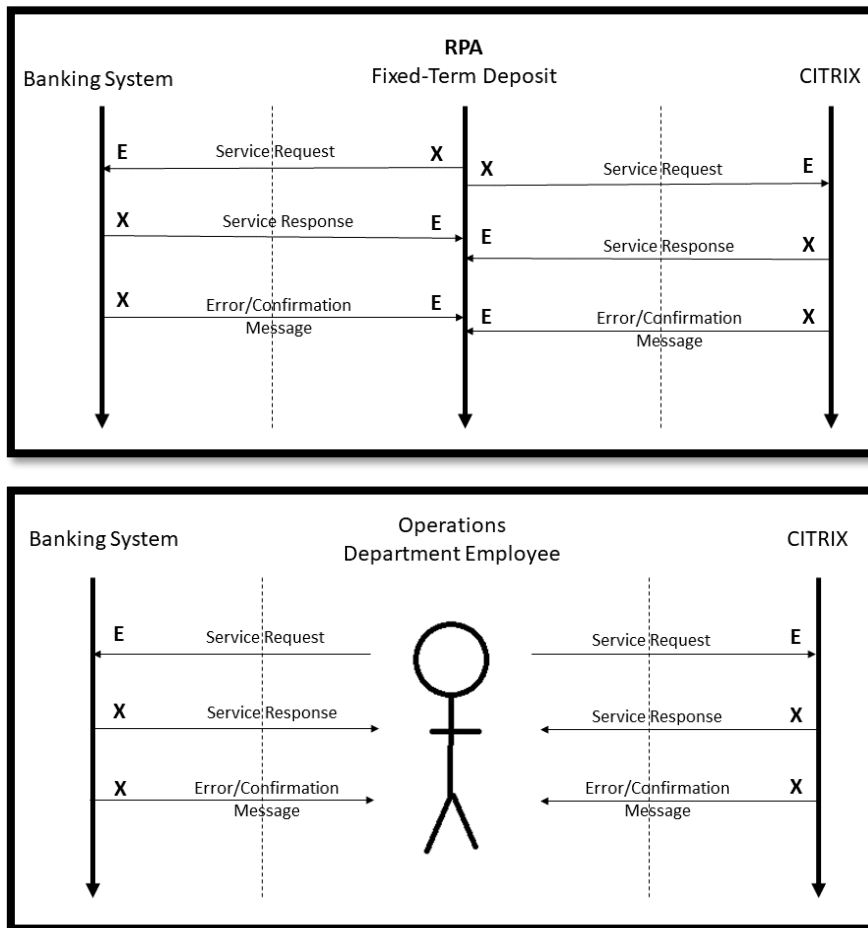 RPA
Banking System Fixed-Term Deposit CITRIX
E Service Request X
X Service Request E
X Service Response E
E Service Response X
X Error/Confirmation E
Message
E Error/Confirmation X
Message
Operations
Banking System Department Employee CITRIX
E Service Request Service Request E
X Service Response Service Response X
X Error/Confirmation Error/Confirmation X
Message Message